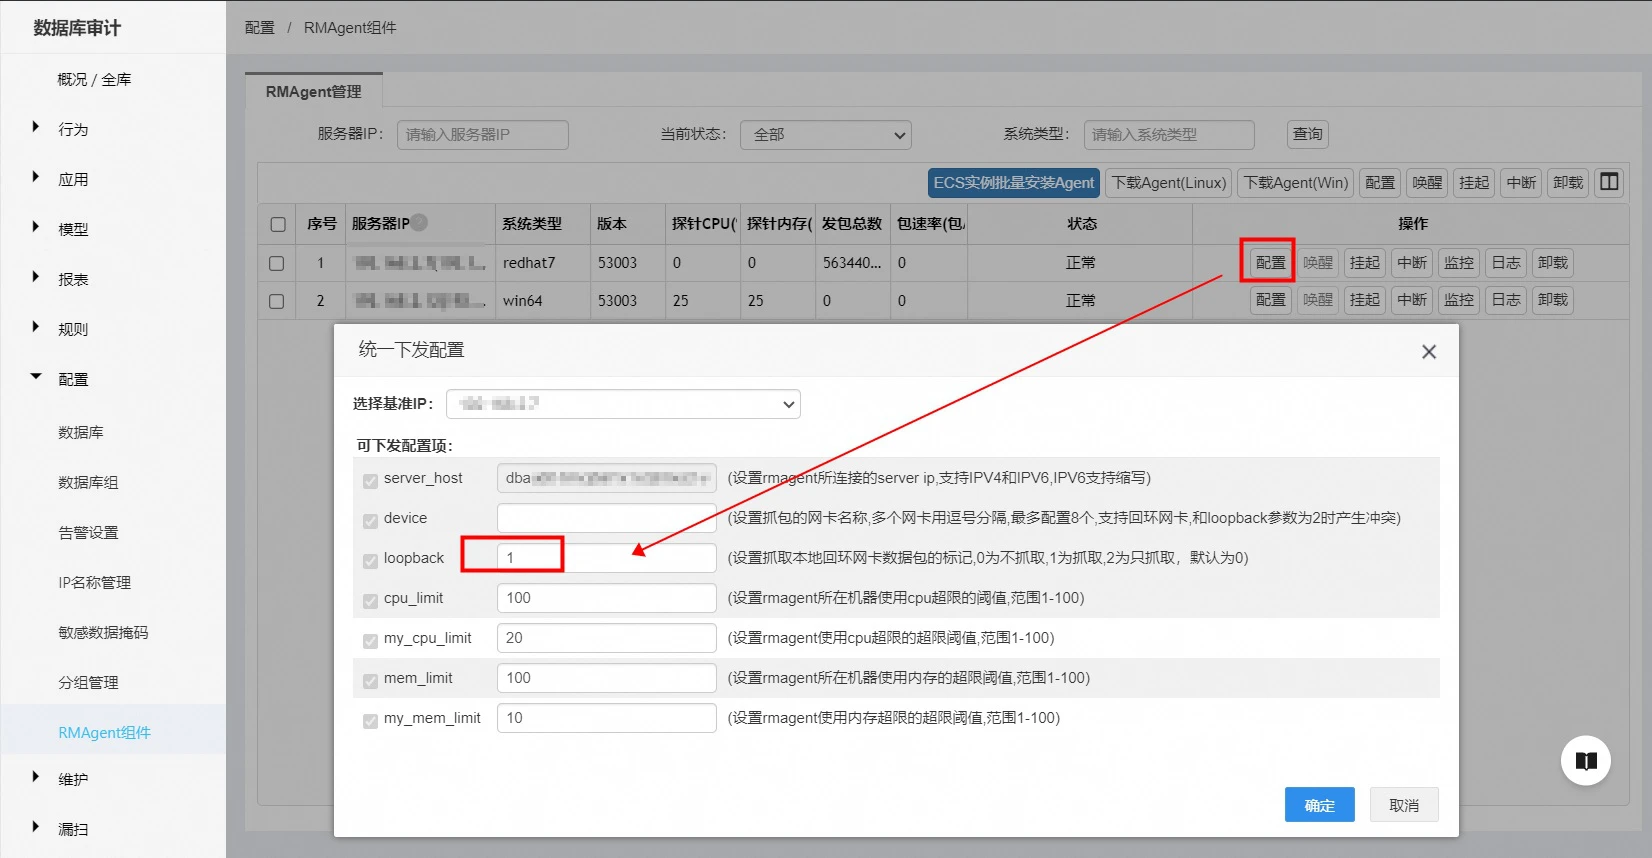 数据库审计
配置 / RMAgent组件
概况 / 全库
行为
应用
模型
报表
规则
配置
数据库
数据库组
告警设置
IP名称管理
敏感数据掩码
分组管理
RMAgent组件
维护
漏扫
RMAgent管理
服务器IP: 请输入服务器IP 当前状态: 全部 系统类型: 请输入系统类型 查询
ECS实例批量安装Agent 下载Agent(Linux) 下载Agent(Win) 配置 唤醒 挂起 中断 卸载
序号 服务器IP 系统类型 版本 探针CPU( 探针内存( 发包总数 包速率(包/ 状态 操作
1 redhat7 53003 0 0 563440... 0 正常 配置 唤醒 挂起 中断 监控 日志 卸载
2 win64 53003 25 25 0 0 正常 配置 唤醒 挂起 中断 监控 日志 卸载
统一下发配置
选择基准IP:
可下发配置项:
server_host dba (设置rmagent所连接的server ip,支持IPV4和IPV6,IPV6支持缩写)
device (设置抓包的网卡名称,多个网卡用逗号分隔,最多配置8个,支持回环网卡,和loopback参数为2时产生冲突)
loopback 1 (设置抓取本地回环网卡数据包的标记,0为不抓取,1为抓取,2为只抓取，默认为0)
cpu_limit 100 (设置rmagent所在机器使用cpu超限的阈值,范围1-100)
my_cpu_limit 20 (设置rmagent使用cpu超限的超限阈值,范围1-100)
mem_limit 100 (设置rmagent所在机器使用内存的超限阈值,范围1-100)
my_mem_limit 10 (设置rmagent使用内存超限的超限阈值,范围1-100)
确定 取消